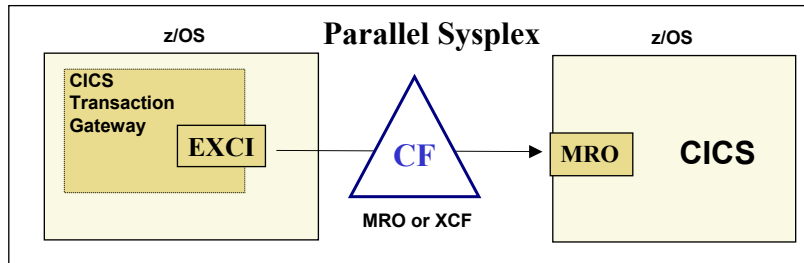 z/OS
Parallel Sysplex
z/OS
CICS
Transaction
Gateway
EXCI
CF
MRO
CICS
MRO or XCF